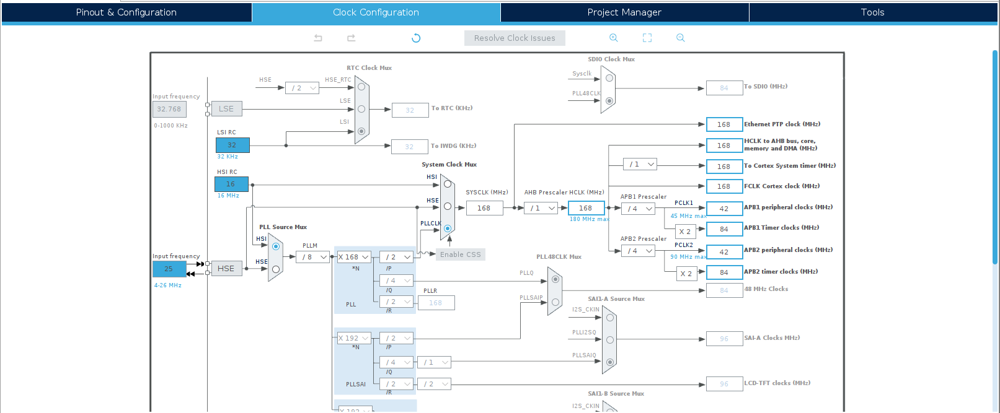 Pinout & Configuration
Clock Configuration
Project Manager
Tools
Resolve Clock Issues
RTC Clock Mux
HSE
/ 2
HSE_RTC
LSE
LSI
Input frequency
32.768
0-1000 KHz
LSE
32
To RTC (KHz)
LSI RC
32
32 KHz
32
To IWDG (KHz)
HSI RC
16
16 MHz
SDIO Clock Mux
Sysclk
PLL48CLK
84
To SDIO (MHz)
168
Ethernet PTP clock (MHz)
168
HCLK to AHB bus, core,
memory and DMA (MHz)
/ 1
168
To Cortex System timer (MHz)
168
FCLK Cortex clock (MHz)
System Clock Mux
HSI
HSE
PLLCLK
SYSCLK (MHz)
168
AHB Prescaler
/ 1
HCLK (MHz)
168
180 MHz max
APB1 Prescaler
/ 4
PCLK1
45 MHz max
42
APB1 peripheral clocks (MHz)
X 2
84
APB1 Timer clocks (MHz)
APB2 Prescaler
/ 4
PCLK2
90 MHz max
42
APB2 peripheral clocks (MHz)
X 2
84
APB2 timer clocks (MHz)
Enable CSS
PLL Source Mux
HSI
HSE
Input frequency
25
4-26 MHz
HSE
PLLM
/ 8
X 168
*N
/ 2
/P
/ 4
/Q
/ 2
/R
PLL
PLLR
168
PLL48CLK Mux
PLLQ
PLLSAIP
84
48 MHz Clocks
X 192
*N
/ 2
/P
/ 4
/Q
/ 1
PLLSAI
/ 2
/R
/ 2
SAI1-A Source Mux
I2S_CKIN
PLLI2SQ
PLLSAIQ
96
SAI-A Clocks MHz)
96
LCD-TFT clocks (MHz)
SAI1-B Source Mux
I2S_CKIN
X 192